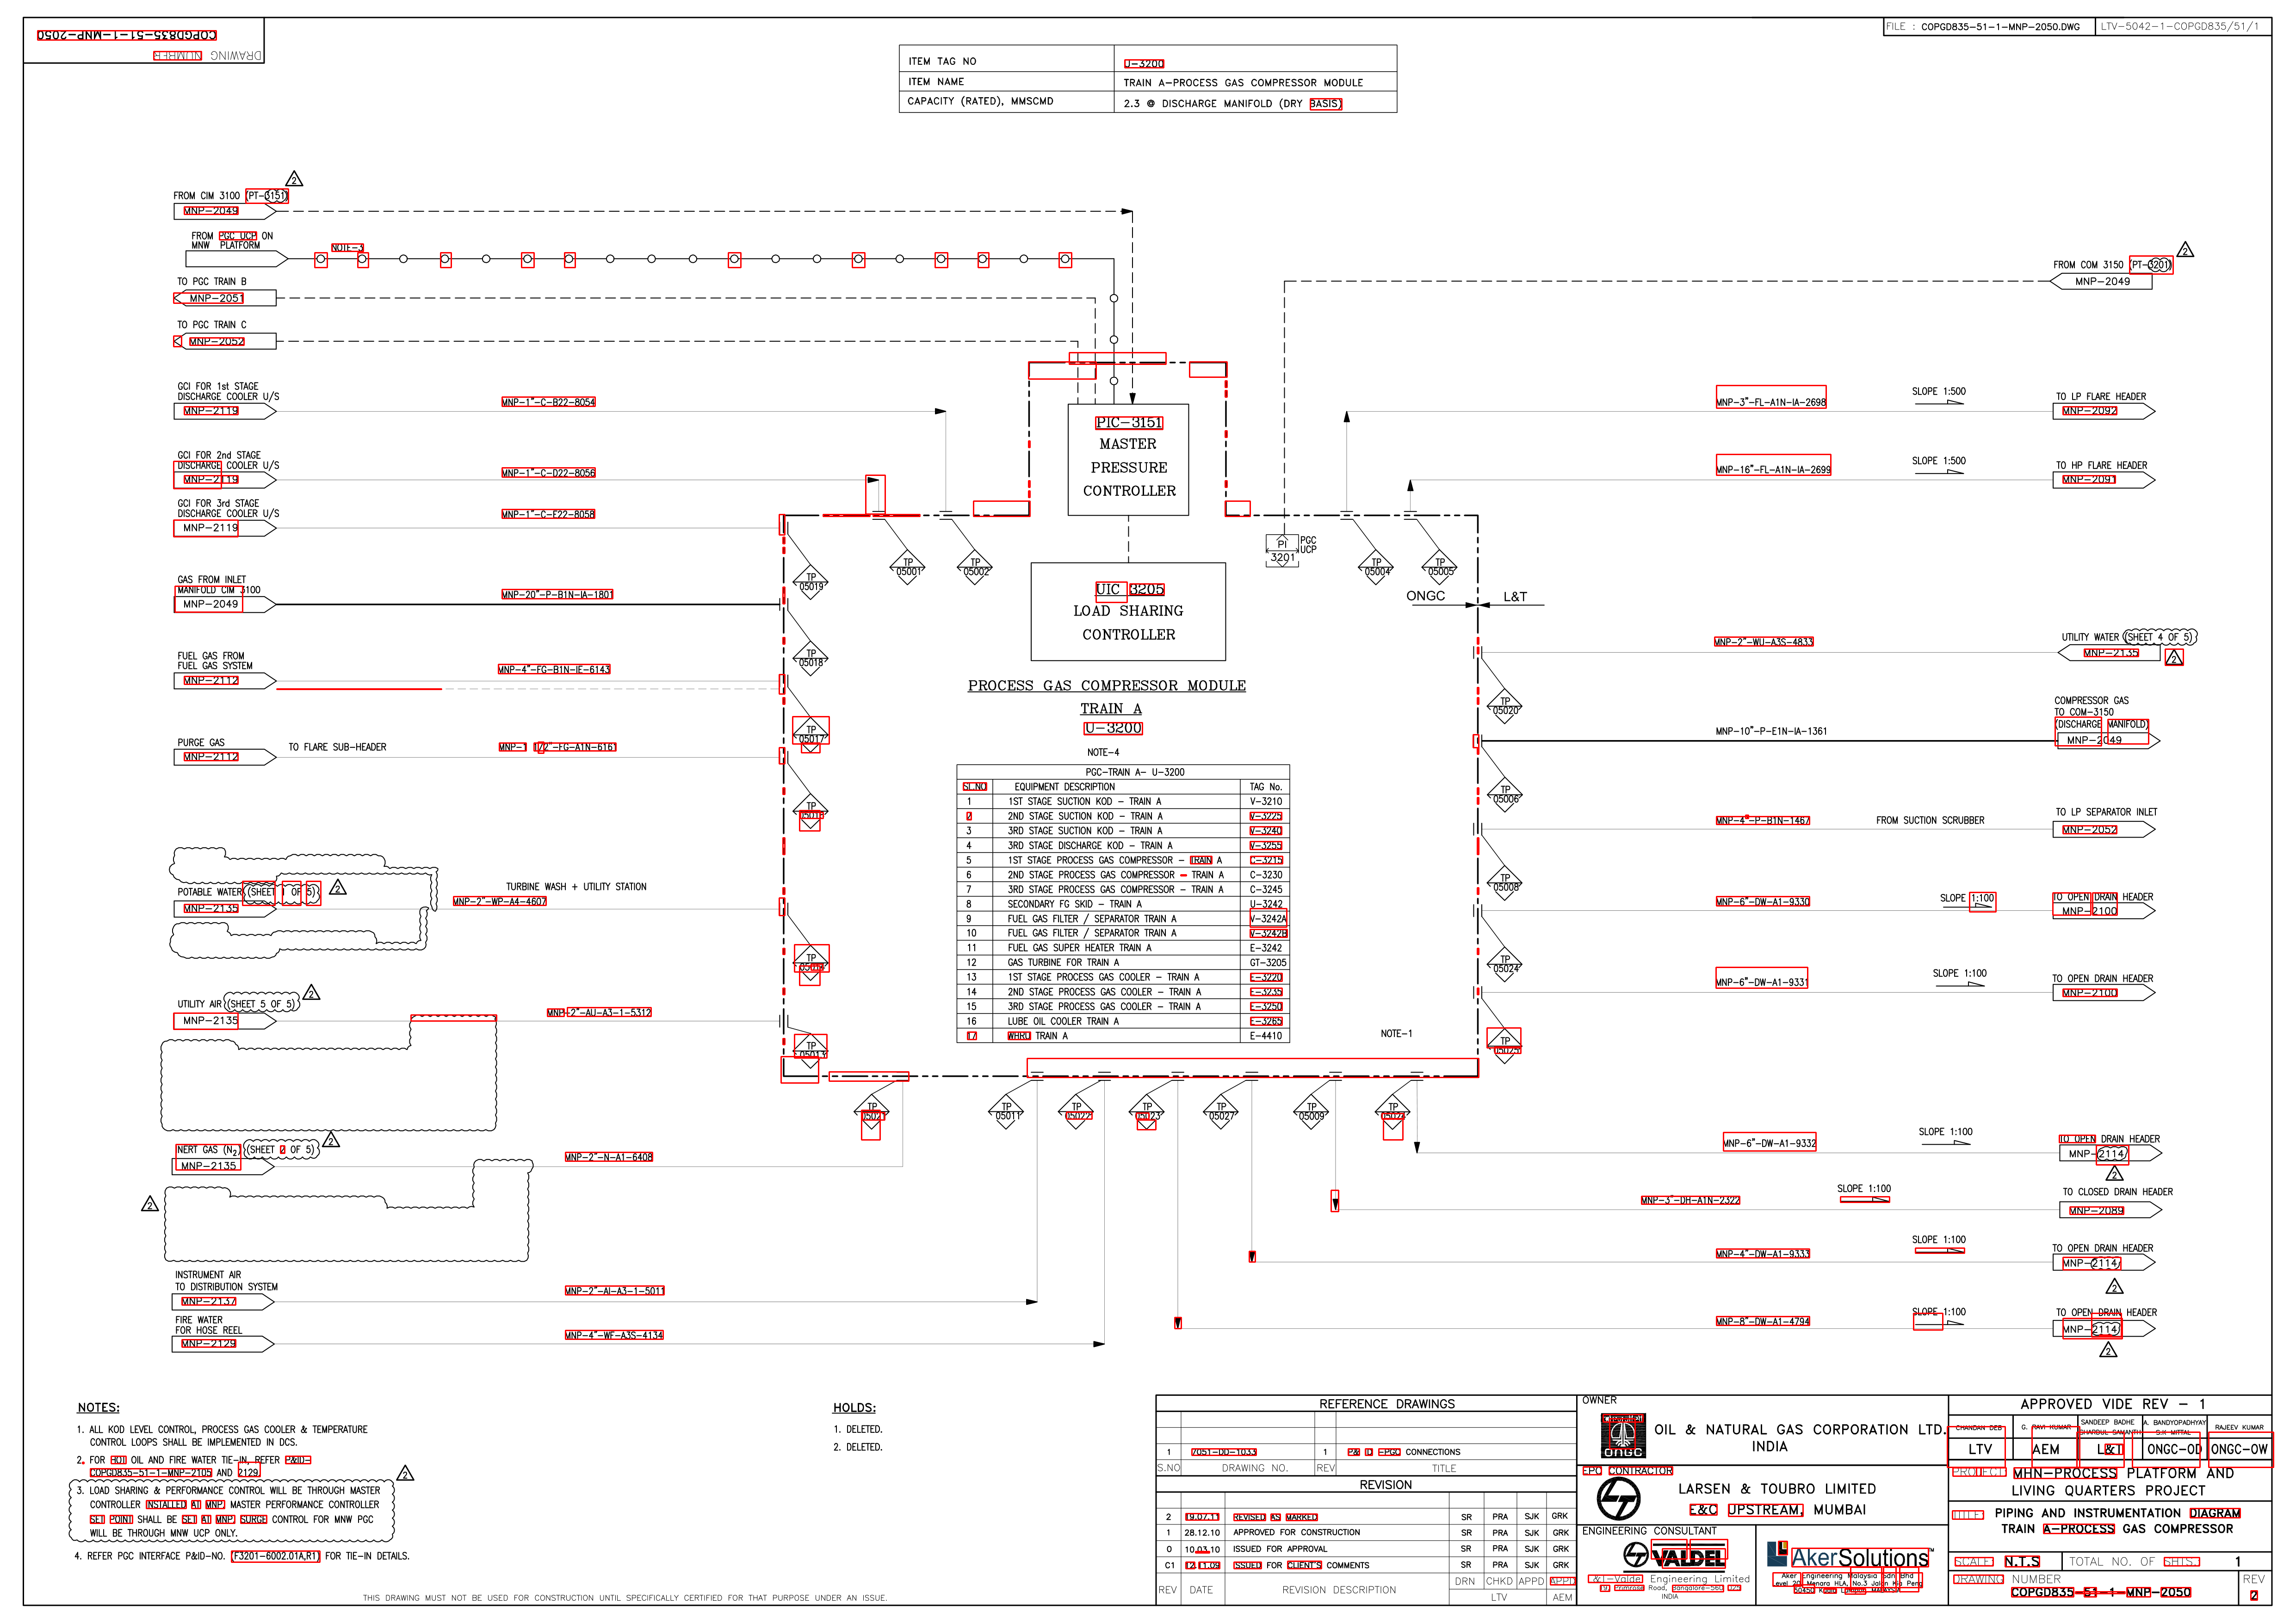 COPGD835-51-1-MNP-2050
DRAWING NUMBER
FILE : COPGD835-51-1-MNP-2050.DWG
LTV-5042-1-COPGD835/51/1
ITEM TAG NO U-3200
ITEM NAME TRAIN A-PROCESS GAS COMPRESSOR MODULE
CAPACITY (RATED), MMSCMD 2.3 @ DISCHARGE MANIFOLD (DRY BASIS)
2
FROM CIM 3100 (PT-3151)
MNP-2049
FROM PGC UCP ON
MNW PLATFORM
NOTE-3
TO PGC TRAIN B
MNP-2051
TO PGC TRAIN C
MNP-2052
GCI FOR 1st STAGE
DISCHARGE COOLER U/S
MNP-2119
MNP-1"-C-B22-8054
GCI FOR 2nd STAGE
DISCHARGE COOLER U/S
MNP-2119
MNP-1"-C-D22-8056
GCI FOR 3rd STAGE
DISCHARGE COOLER U/S
MNP-2119
MNP-1"-C-E22-8058
GAS FROM INLET
MANIFOLD CIM 3100
MNP-2049
MNP-20"-P-B1N-IA-1801
FUEL GAS FROM
FUEL GAS SYSTEM
MNP-2112
MNP-4"-FG-B1N-IE-6143
PURGE GAS
MNP-2112
TO FLARE SUB-HEADER
MNP-1 1/2"-FG-A1N-6161
POTABLE WATER (SHEET 1 OF 5)
2
MNP-2135
TURBINE WASH + UTILITY STATION
MNP-2"-WP-A4-4607
UTILITY AIR (SHEET 5 OF 5)
2
MNP-2135
MNP-2"-AU-A3-1-5312
INERT GAS (N2) (SHEET 2 OF 5)
2
MNP-2135
MNP-2"-N-A1-6408
2
INSTRUMENT AIR
TO DISTRIBUTION SYSTEM
MNP-2137
MNP-2"-AI-A3-1-5011
FIRE WATER
FOR HOSE REEL
MNP-2129
MNP-4"-WF-A3S-4134
PIC-3151
MASTER
PRESSURE
CONTROLLER
UIC 3205
LOAD SHARING
CONTROLLER
PI
3201
PGC
UCP
TP 05001
TP 05002
TP 05004
TP 05005
TP 05019
TP 05018
TP 05017
TP 05016
TP
TP 05013
TP 05020
TP 05006
TP 05008
TP 05024
TP 05025
TP 05021
TP 05011
TP 05022
TP 05023
TP 05027
TP 05009
TP
ONGC
L&T
PROCESS GAS COMPRESSOR MODULE
TRAIN A
U-3200
NOTE-4
PGC-TRAIN A- U-3200
SL.NO EQUIPMENT DESCRIPTION TAG No.
1 1ST STAGE SUCTION KOD - TRAIN A V-3210
2 2ND STAGE SUCTION KOD - TRAIN A V-3225
3 3RD STAGE SUCTION KOD - TRAIN A V-3240
4 3RD STAGE DISCHARGE KOD - TRAIN A V-3255
5 1ST STAGE PROCESS GAS COMPRESSOR - TRAIN A C-3215
6 2ND STAGE PROCESS GAS COMPRESSOR - TRAIN A C-3230
7 3RD STAGE PROCESS GAS COMPRESSOR - TRAIN A C-3245
8 SECONDARY FG SKID - TRAIN A U-3242
9 FUEL GAS FILTER / SEPARATOR TRAIN A V-3242A
10 FUEL GAS FILTER / SEPARATOR TRAIN A V-3242B
11 FUEL GAS SUPER HEATER TRAIN A E-3242
12 GAS TURBINE FOR TRAIN A GT-3205
13 1ST STAGE PROCESS GAS COOLER - TRAIN A E-3220
14 2ND STAGE PROCESS GAS COOLER - TRAIN A E-3235
15 3RD STAGE PROCESS GAS COOLER - TRAIN A E-3250
16 LUBE OIL COOLER TRAIN A E-3265
17 WHRU TRAIN A E-4410
NOTE-1
2
FROM COM 3150 (PT-3201)
MNP-2049
MNP-3"-FL-A1N-IA-2698
SLOPE 1:500
TO LP FLARE HEADER
MNP-2092
MNP-16"-FL-A1N-IA-2699
SLOPE 1:500
TO HP FLARE HEADER
MNP-2091
MNP-2"-WU-A3S-4833
UTILITY WATER (SHEET 4 OF 5)
MNP-2135
2
COMPRESSOR GAS
TO COM-3150
(DISCHARGE MANIFOLD)
MNP-2049
MNP-10"-P-E1N-IA-1361
MNP-4"-P-B1N-1467
FROM SUCTION SCRUBBER
TO LP SEPARATOR INLET
MNP-2052
MNP-6"-DW-A1-9330
SLOPE 1:100
TO OPEN DRAIN HEADER
MNP-2100
MNP-6"-DW-A1-9331
SLOPE 1:100
TO OPEN DRAIN HEADER
MNP-2100
MNP-6"-DW-A1-9332
SLOPE 1:100
TO OPEN DRAIN HEADER
MNP-2114
2
MNP-3"-DH-A1N-2322
SLOPE 1:100
TO CLOSED DRAIN HEADER
MNP-2089
MNP-4"-DW-A1-9333
SLOPE 1:100
TO OPEN DRAIN HEADER
MNP-2114
2
MNP-8"-DW-A1-4794
SLOPE 1:100
TO OPEN DRAIN HEADER
MNP-2114
2
NOTES:
1. ALL KOD LEVEL CONTROL, PROCESS GAS COOLER & TEMPERATURE
CONTROL LOOPS SHALL BE IMPLEMENTED IN DCS.
2. FOR HOT OIL AND FIRE WATER TIE-IN, REFER P&ID-
COPGD835-51-1-MNP-2105 AND 2129.
2
3. LOAD SHARING & PERFORMANCE CONTROL WILL BE THROUGH MASTER
CONTROLLER INSTALLED AT MNP. MASTER PERFORMANCE CONTROLLER
SET POINT SHALL BE SET AT MNP. SURGE CONTROL FOR MNW PGC
WILL BE THROUGH MNW UCP ONLY.
4. REFER PGC INTERFACE P&ID-NO. (F3201-6002.01A,R1) FOR TIE-IN DETAILS.
HOLDS:
1. DELETED.
2. DELETED.
THIS DRAWING MUST NOT BE USED FOR CONSTRUCTION UNTIL SPECIFICALLY CERTIFIED FOR THAT PURPOSE UNDER AN ISSUE.
REFERENCE DRAWINGS
1 7051-DD-1033 1 P& ID -PGC CONNECTIONS
S.NO DRAWING NO. REV TITLE
REVISION
2 19.07.11 REVISED AS MARKED SR PRA SJK GRK
1 28.12.10 APPROVED FOR CONSTRUCTION SR PRA SJK GRK
0 10.03.10 ISSUED FOR APPROVAL SR PRA SJK GRK
C1 12.11.09 ISSUED FOR CLIENT'S COMMENTS SR PRA SJK GRK
REV DATE REVISION DESCRIPTION DRN CHKD APPD APPD
LTV AEM
OWNER
ONGC
OIL & NATURAL GAS CORPORATION LTD.
INDIA
EPC CONTRACTOR
LARSEN & TOUBRO LIMITED
E&C UPSTREAM, MUMBAI
ENGINEERING CONSULTANT
VALDEL
L&T-Valdel Engineering Limited
INDIA
AkerSolutions
Aker Engineering Malaysia Sdn Bhd
APPROVED VIDE REV - 1
CHANDAN DEB
G. RAVI KUMAR
SANDEEP BADHE
SHARDUL SAMANTH
A. BANDYOPADHYAY
S.K MITTAL
RAJEEV KUMAR
LTV AEM L&T ONGC-OD ONGC-OW
PROJECT: MHN-PROCESS PLATFORM AND
LIVING QUARTERS PROJECT
TITLE: PIPING AND INSTRUMENTATION DIAGRAM
TRAIN A-PROCESS GAS COMPRESSOR
SCALE: N.T.S TOTAL NO. OF SHTS.: 1
DRAWING NUMBER REV
COPGD835-51-1-MNP-2050 2